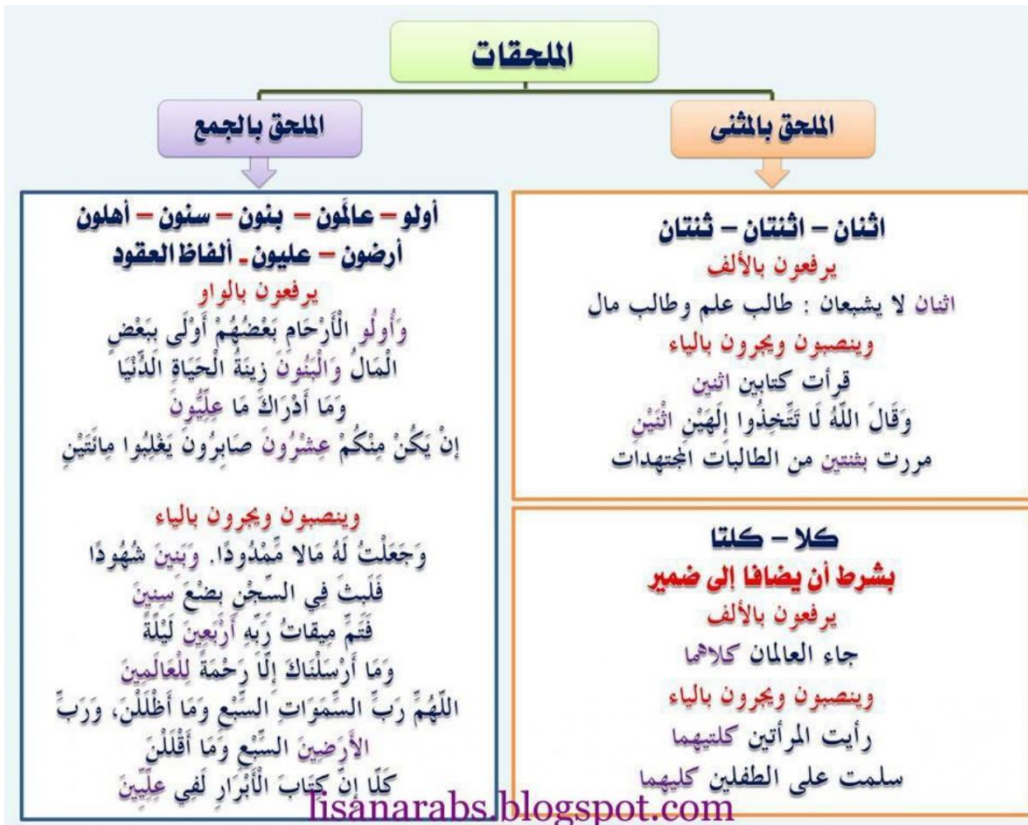 الملحقات
الملحق بالمثنى
اثنان – اثنتان – ثنتان
يرفعون بالألف
اثنان لا يشبعان : طالب علم وطالب مال
وينصبون ويجرون بالياء
قرأت كتابين اثنين
وَقَالَ اللَّهُ لَا تَتَّخِذُوا إِلَهَيْنِ اثْنَيْنِ
مررت بثنتين من الطالبات المجتهدات
كلا – كلتا
بشرط أن يضافا إلى ضمير
يرفعون بالألف
جاء العالمان كلاهما
وينصبون ويجرون بالياء
رأيت المرأتين كلتيهما
سلمت على الطفلين كليهما
الملحق بالجمع
أولو – عالَمون – بنون – سنون – أهلون
أرضون – عليون ـ ألفاظ العقود
يرفعون بالواو
وَأُولُو الْأَرْحَامِ بَعْضُهُمْ أَوْلَى بِبَعْضٍ
الْمَالُ وَالْبَنُونَ زِينَةُ الْحَيَاةِ الدُّنْيَا
وَمَا أَدْرَاكَ مَا عِلِّيُّونَ
إِنْ يَكُنْ مِنْكُمْ عِشْرُونَ صَابِرُونَ يَغْلِبُوا مِائَتَيْنِ
وينصبون ويجرون بالياء
وَجَعَلْتُ لَهُ مَالا مَّمْدُودًا. وَبَنِينَ شُهُودًا
فَلَبِثَ فِي السِّجْنِ بِضْعَ سِنِينَ
فَتَمَّ مِيقَاتُ رَبِّهِ أَرْبَعِينَ لَيْلَةً
وَمَا أَرْسَلْنَاكَ إِلَّا رَحْمَةً لِلْعَالَمِينَ
اللَّهُمَّ رَبَّ السَّمَوَاتِ السَّبْعِ وَمَا أَظْلَلْنَ، وَرَبَّ
الأَرَضِينَ السَّبْعِ وَمَا أَقْلَلْنَ
كَلَّا إِنَّ كِتَابَ الْأَبْرَارِ لَفِي عِلِّيِّينَ
lisanarabs.blogspot.com